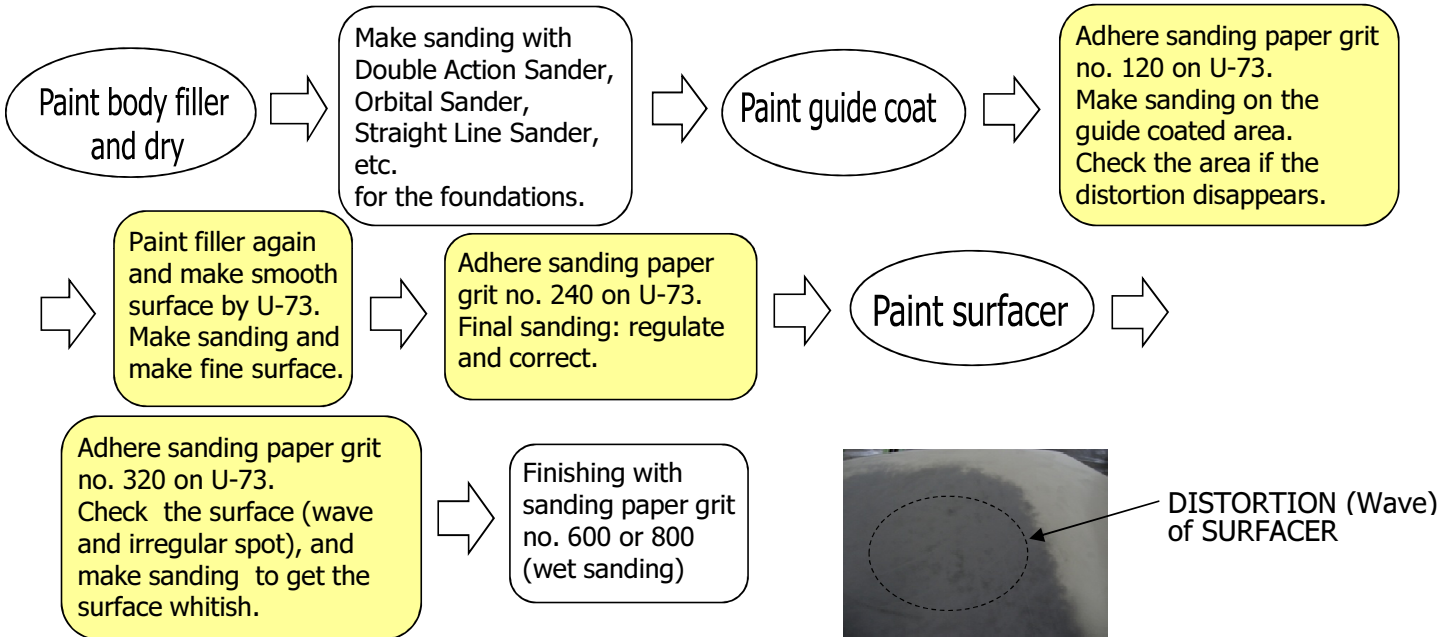 Paint body filler
and dry
Make sanding with
Double Action Sander,
Orbital Sander,
Straight Line Sander,
etc.
for the foundations.
Paint guide coat
Adhere sanding paper grit
no. 120 on U-73.
Make sanding on the
guide coated area.
Check the area if the
distortion disappears.
Paint filler again
and make smooth
surface by U-73.
Make sanding and
make fine surface.
Adhere sanding paper
grit no. 240 on U-73.
Final sanding: regulate
and correct.
Paint surfacer
Adhere sanding paper grit
no. 320 on U-73.
Check the surface (wave
and irregular spot), and
make sanding to get the
surface whitish.
Finishing with
sanding paper grit
no. 600 or 800
(wet sanding)
DISTORTION (Wave)
of SURFACER